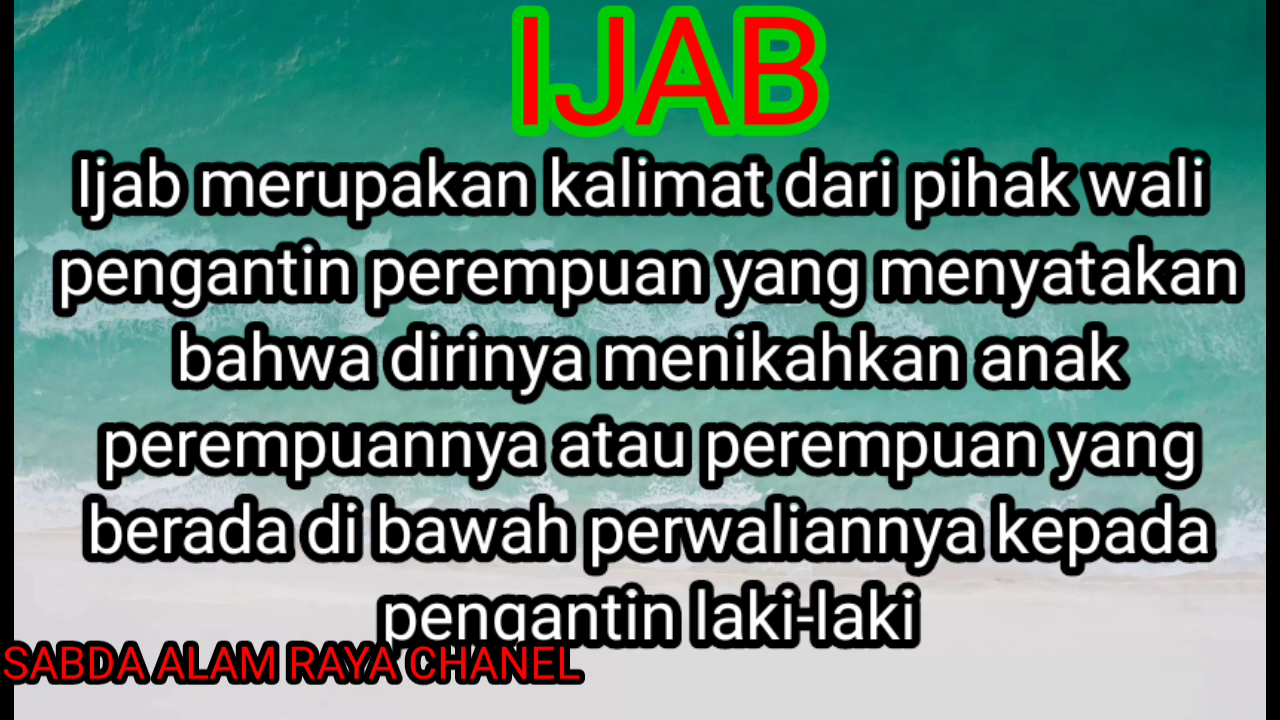 IJAB
Ijab merupakan kalimat dari pihak wali
pengantin perempuan yang menyatakan
bahwa dirinya menikahkan anak
perempuannya atau perempuan yang
berada di bawah perwaliannya kepada
pengantin laki-laki
SABDA ALAM RAYA CHANEL